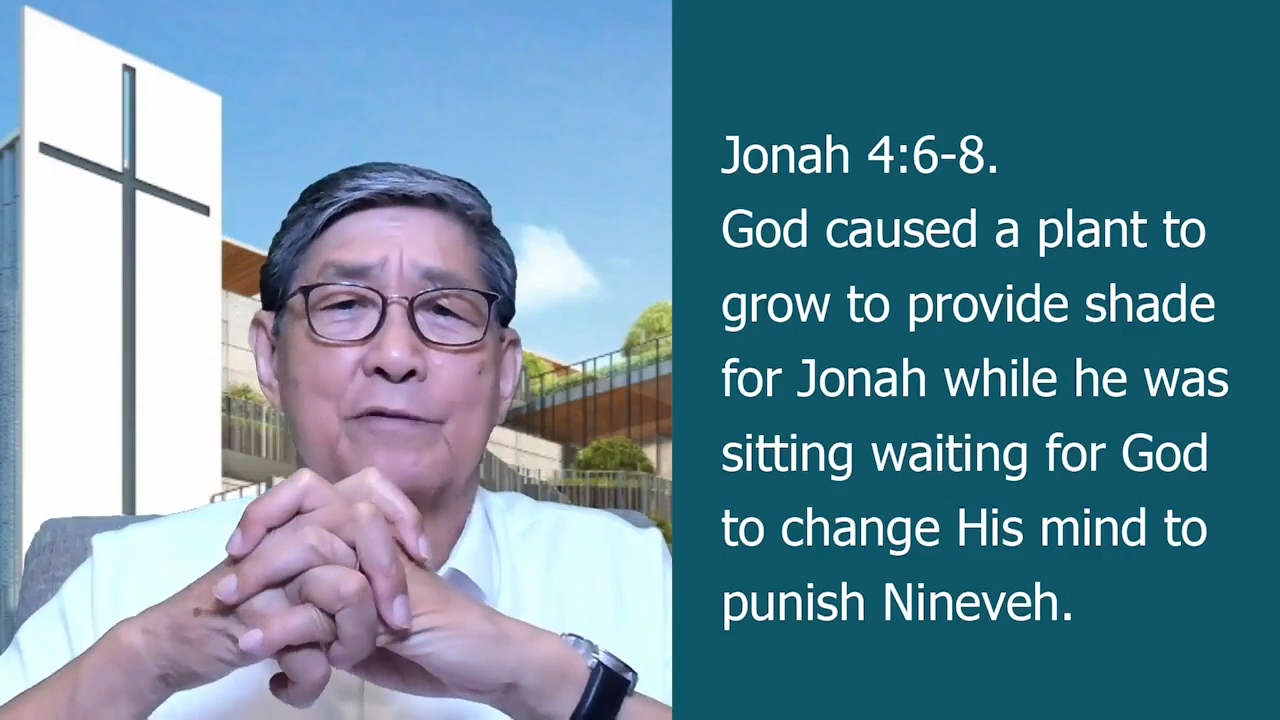 Jonah 4:6-8.
God caused a plant to
grow to provide shade
for Jonah while he was
sitting waiting for God
to change His mind to
punish Nineveh.